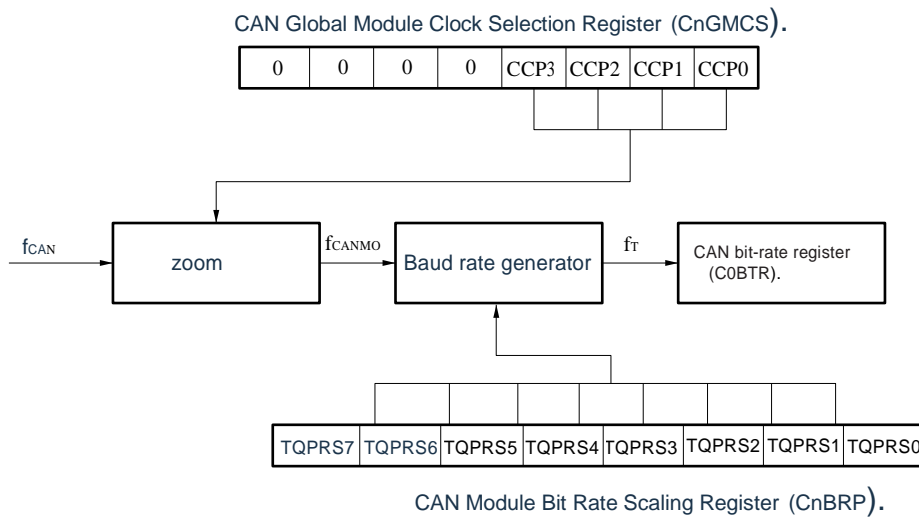 CAN Global Module Clock Selection Register (CnGMCS).
0 0 0 0 CCP3 CCP2 CCP1 CCP0
fCAN
zoom
fCANMO
Baud rate generator
fT
CAN bit-rate register
(C0BTR).
TQPRS7 TQPRS6 TQPRS5 TQPRS4 TQPRS3 TQPRS2 TQPRS1 TQPRS0
CAN Module Bit Rate Scaling Register (CnBRP).